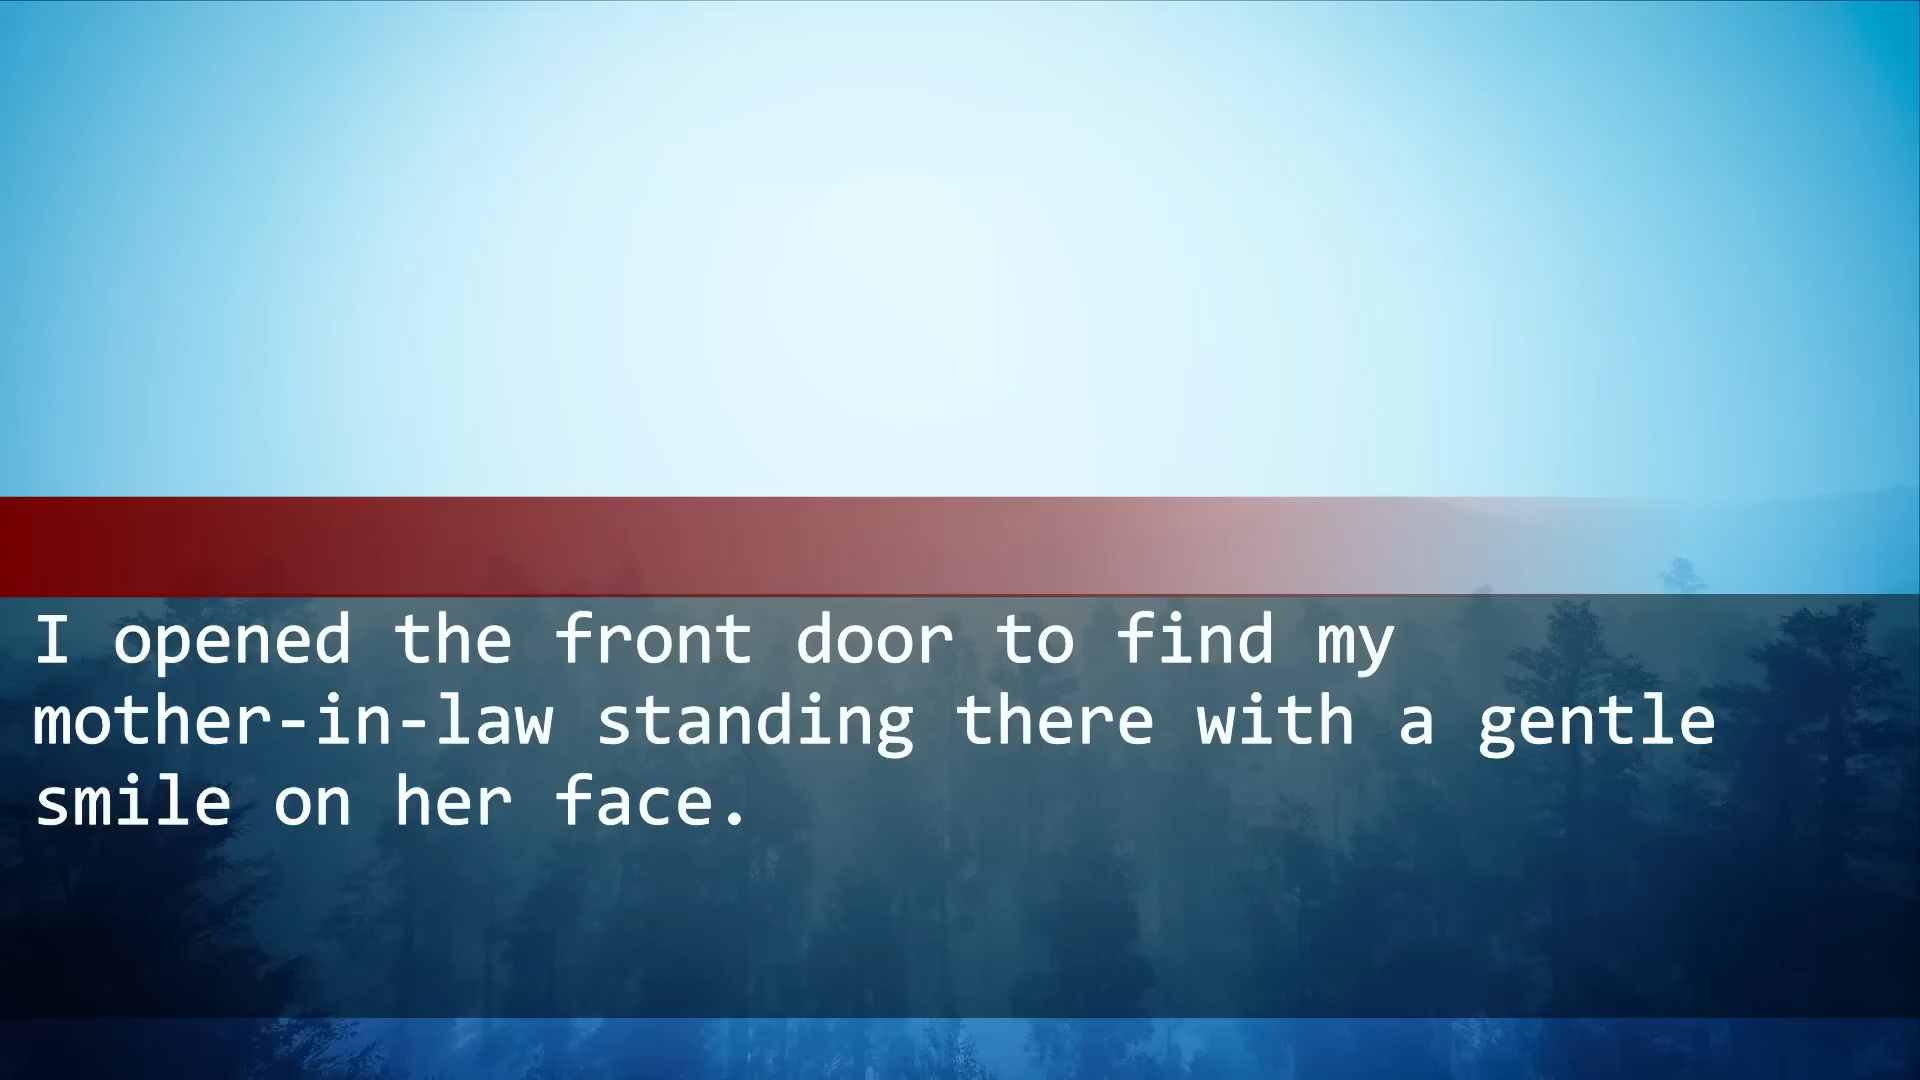 I opened the front door to find my
mother-in-law standing there with a gentle
smile on her face.